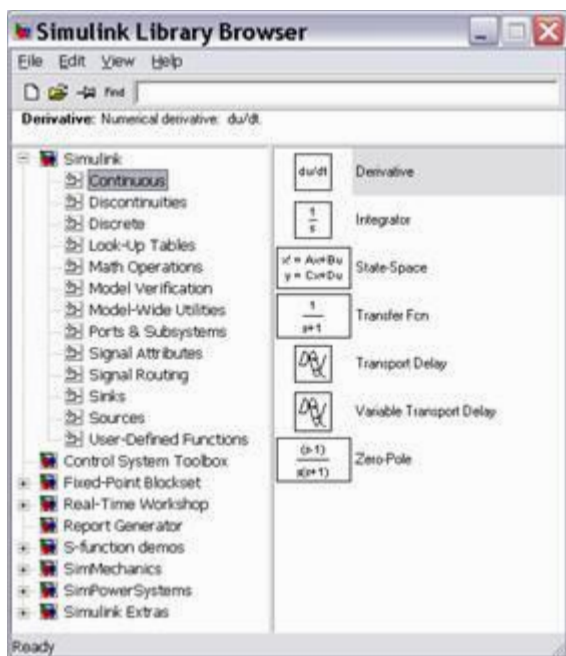 Simulink Library Browser
File Edit View Help
Find
Derivative: Numerical derivative: du/dt
Simulink
Continuous
Discontinuities
Discrete
Look-Up Tables
Math Operations
Model Verification
Model-Wide Utilities
Ports & Subsystems
Signal Attributes
Signal Routing
Sinks
Sources
User-Defined Functions
Control System Toolbox
Fixed-Point Blockset
Real-Time Workshop
Report Generator
S-function demos
SimMechanics
SimPowerSystems
Simulink Extras
du/dt Derivative
1
s
Integrator
x' = Ax+Bu
y = Cx+Du
State-Space
1
s+1
Transfer Fcn
Transport Delay
Variable Transport Delay
(s-1)
s(s+1)
Zero-Pole
Ready